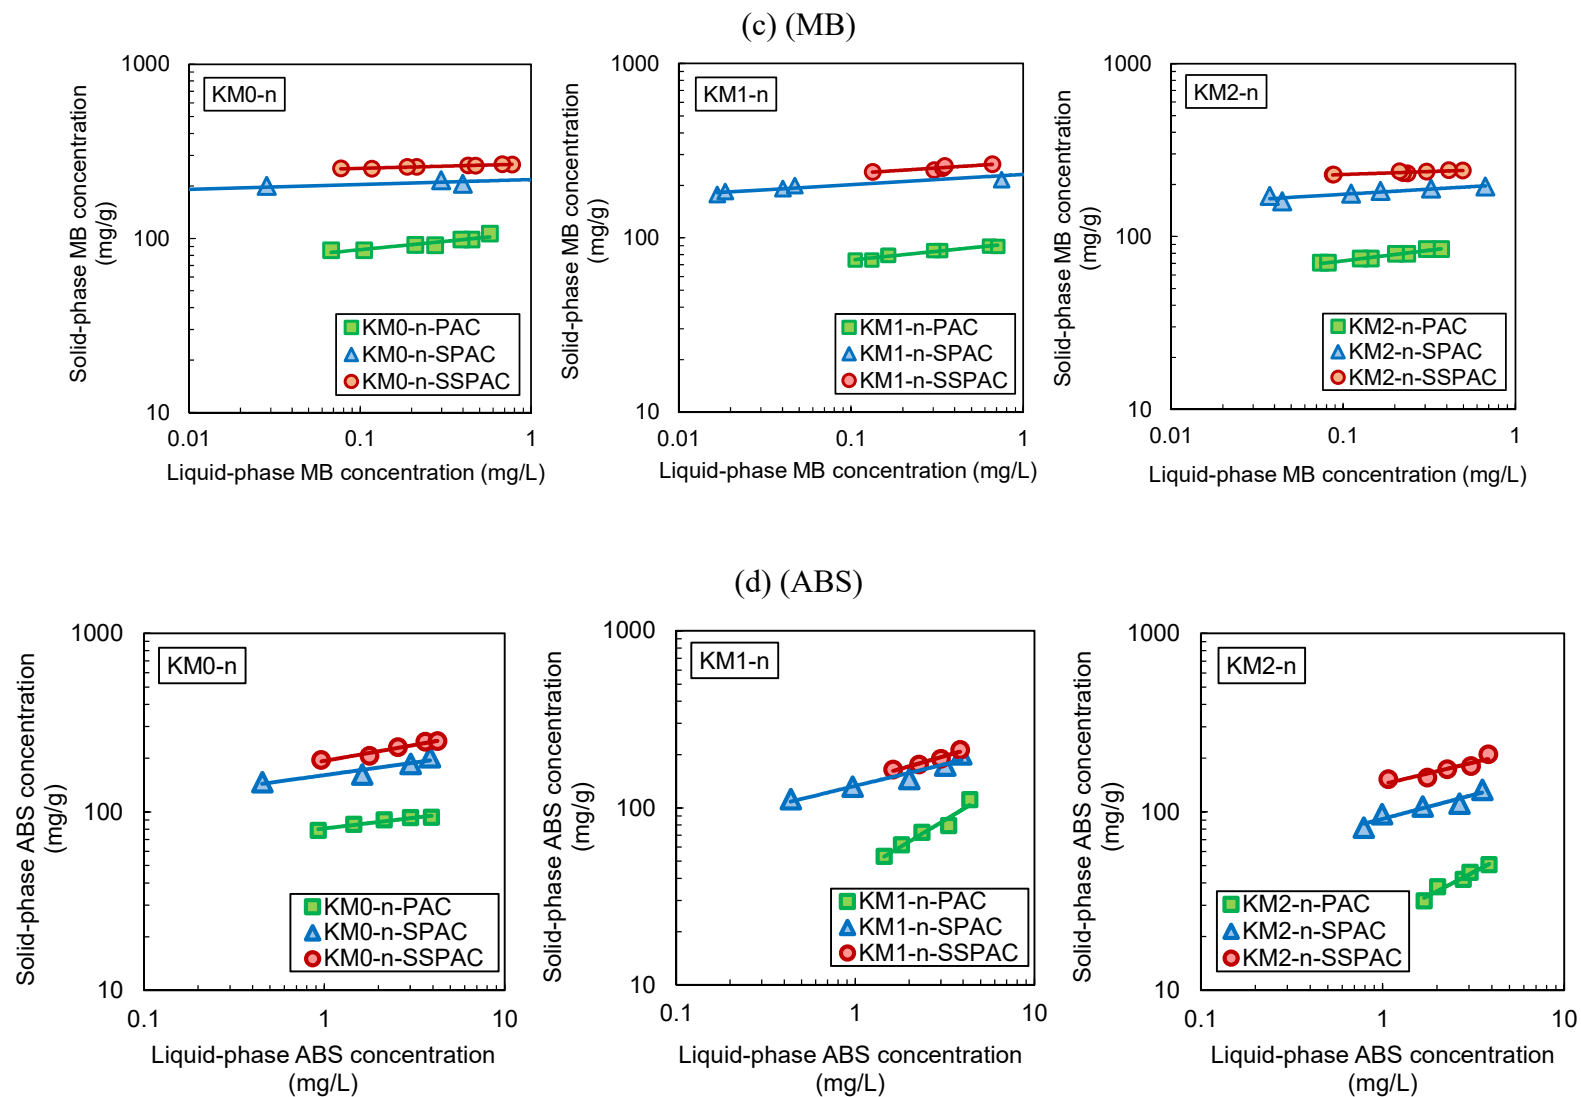 (c) (MB)
Solid-phase MB concentration
(mg/g)
1000
100
10
KM0-n
KM0-n-PAC
KM0-n-SPAC
KM0-n-SSPAC
0.01
0.1
1
Liquid-phase MB concentration (mg/L)
Solid-phase MB concentration
(mg/g)
1000
100
10
KM1-n
KM1-n-PAC
KM1-n-SPAC
KM1-n-SSPAC
0.01
0.1
1
Liquid-phase MB concentration (mg/L)
Solid-phase MB concentration
(mg/g)
1000
100
10
KM2-n
KM2-n-PAC
KM2-n-SPAC
KM2-n-SSPAC
0.01
0.1
1
Liquid-phase MB concentration (mg/L)
(d) (ABS)
Solid-phase ABS concentration
(mg/g)
1000
100
10
KM0-n
KM0-n-PAC
KM0-n-SPAC
KM0-n-SSPAC
0.1
1
10
Liquid-phase ABS concentration
(mg/L)
Solid-phase ABS concentration
(mg/g)
1000
100
10
KM1-n
KM1-n-PAC
KM1-n-SPAC
KM1-n-SSPAC
0.1
1
10
Liquid-phase ABS concentration
(mg/L)
Solid-phase ABS concentration
(mg/g)
1000
100
10
KM2-n
KM2-n-PAC
KM2-n-SPAC
KM2-n-SSPAC
0.1
1
10
Liquid-phase ABS concentration
(mg/L)